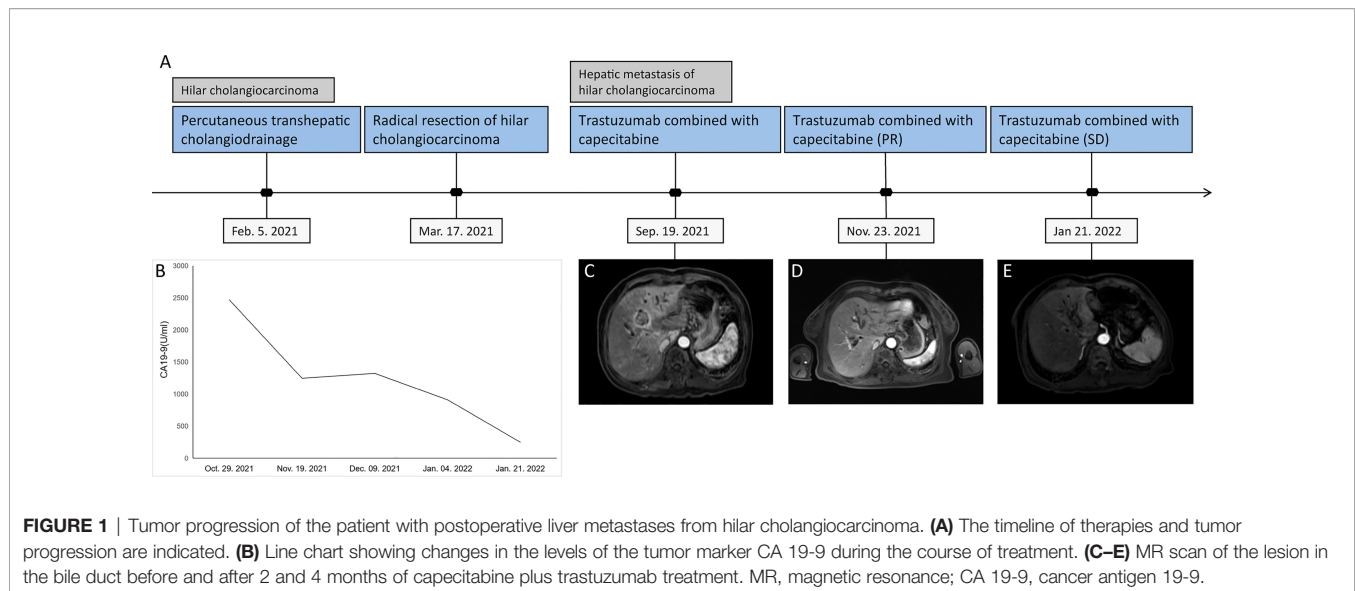 A
Hilar cholangiocarcinoma
Percutaneous transhepatic
cholangiodrainage
Radical resection of hilar
cholangiocarcinoma
Hepatic metastasis of
hilar cholangiocarcinoma
Trastuzumab combined with
capecitabine
Trastuzumab combined with
capecitabine (PR)
Trastuzumab combined with
capecitabine (SD)
Feb. 5. 2021
Mar. 17. 2021
Sep. 19. 2021
Nov. 23. 2021
Jan 21. 2022
B
CA19-9(U/ml)
3000
2500
2000
1500
1000
500
0
Oct. 29. 2021
Nov. 19. 2021
Dec. 09. 2021
Jan. 04. 2022
Jan. 21. 2022
C
D
E
FIGURE 1 | Tumor progression of the patient with postoperative liver metastases from hilar cholangiocarcinoma. (A) The timeline of therapies and tumor
progression are indicated. (B) Line chart showing changes in the levels of the tumor marker CA 19-9 during the course of treatment. (C–E) MR scan of the lesion in
the bile duct before and after 2 and 4 months of capecitabine plus trastuzumab treatment. MR, magnetic resonance; CA 19-9, cancer antigen 19-9.